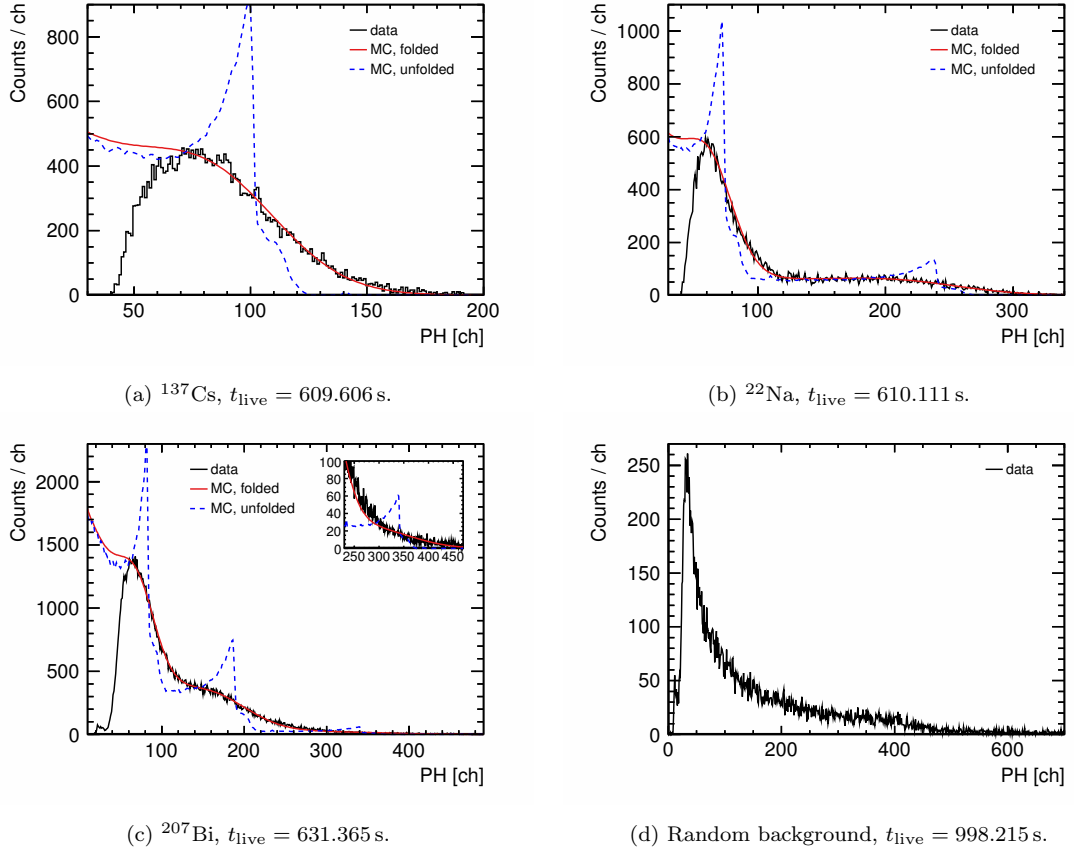 Counts / ch
800
600
400
200
0
data
MC, folded
MC, unfolded
50
100
150
200
PH [ch]
(a) ¹³⁷Cs, t_live = 609.606 s.
Counts / ch
1000
800
600
400
200
0
data
MC, folded
MC, unfolded
100
200
300
PH [ch]
(b) ²²Na, t_live = 610.111 s.
Counts / ch
2000
1500
1000
500
0
data
MC, folded
MC, unfolded
100
80
60
40
20
0
250 300 350 400 450
100
200
300
400
PH [ch]
(c) ²⁰⁷Bi, t_live = 631.365 s.
Counts / ch
250
200
150
100
50
0
data
0
200
400
600
PH [ch]
(d) Random background, t_live = 998.215 s.